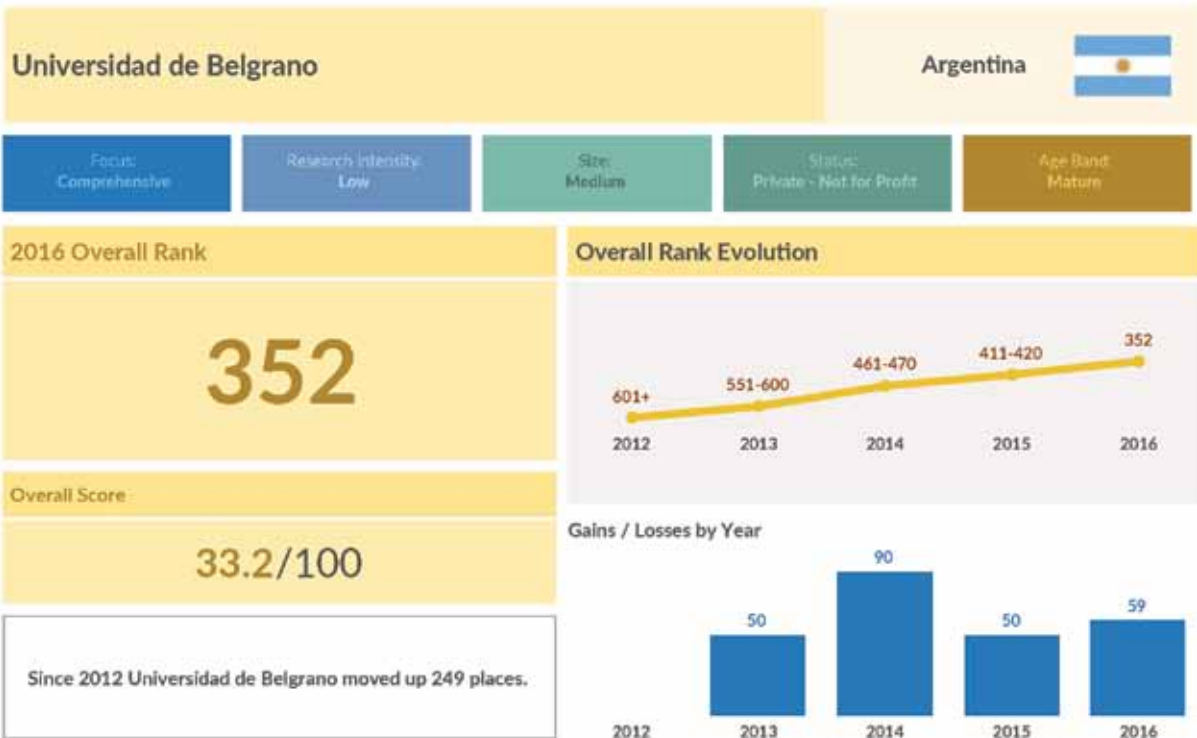 Universidad de Belgrano
Argentina
Focus:
Comprehensive
Research Intensity:
Low
Size:
Medium
Status:
Private - Not for Profit
Age Band:
Mature
2016 Overall Rank
352
Overall Score
33.2/100
Since 2012 Universidad de Belgrano moved up 249 places.
Overall Rank Evolution
601+
551-600
461-470
411-420
352
2012
2013
2014
2015
2016
Gains / Losses by Year
50
90
50
59
2012
2013
2014
2015
2016